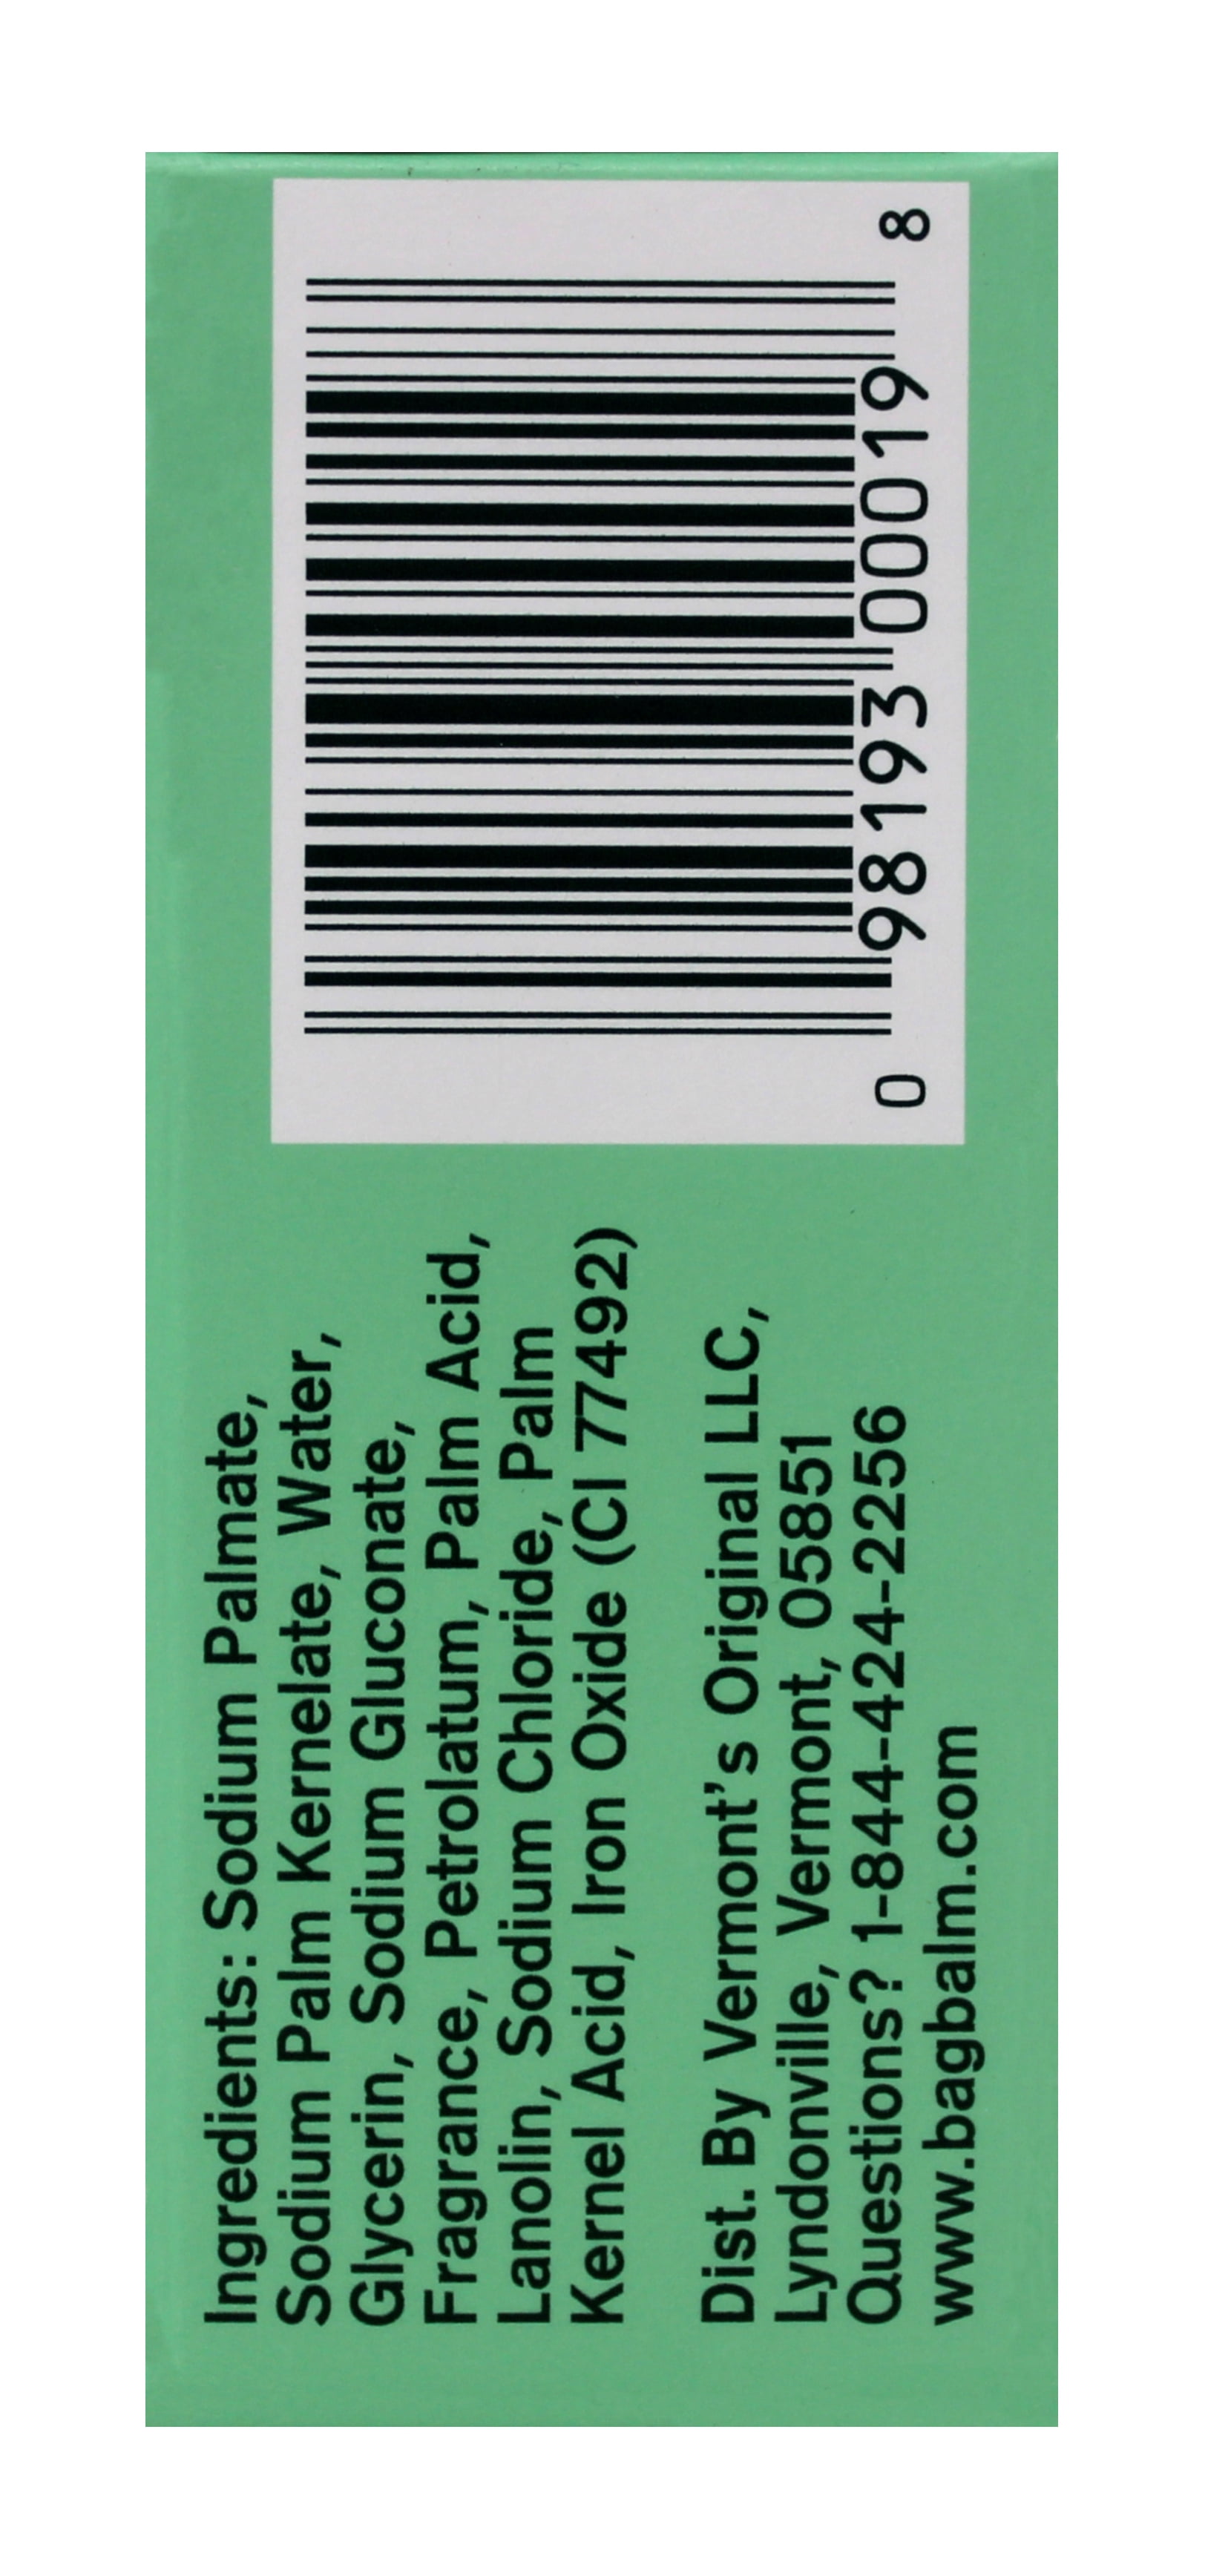 Ingredients: Sodium Palmate,
Sodium Palm Kernelate, Water,
Glycerin, Sodium Gluconate,
Fragrance, Petrolatum, Palm Acid,
Lanolin, Sodium Chloride, Palm
Kernel Acid, Iron Oxide (CI 77492)
Dist. By Vermont's Original LLC,
Lyndonville, Vermont, 05851
Questions? 1-844-424-2256
www.bagbalm.com
0 98193 00019 8